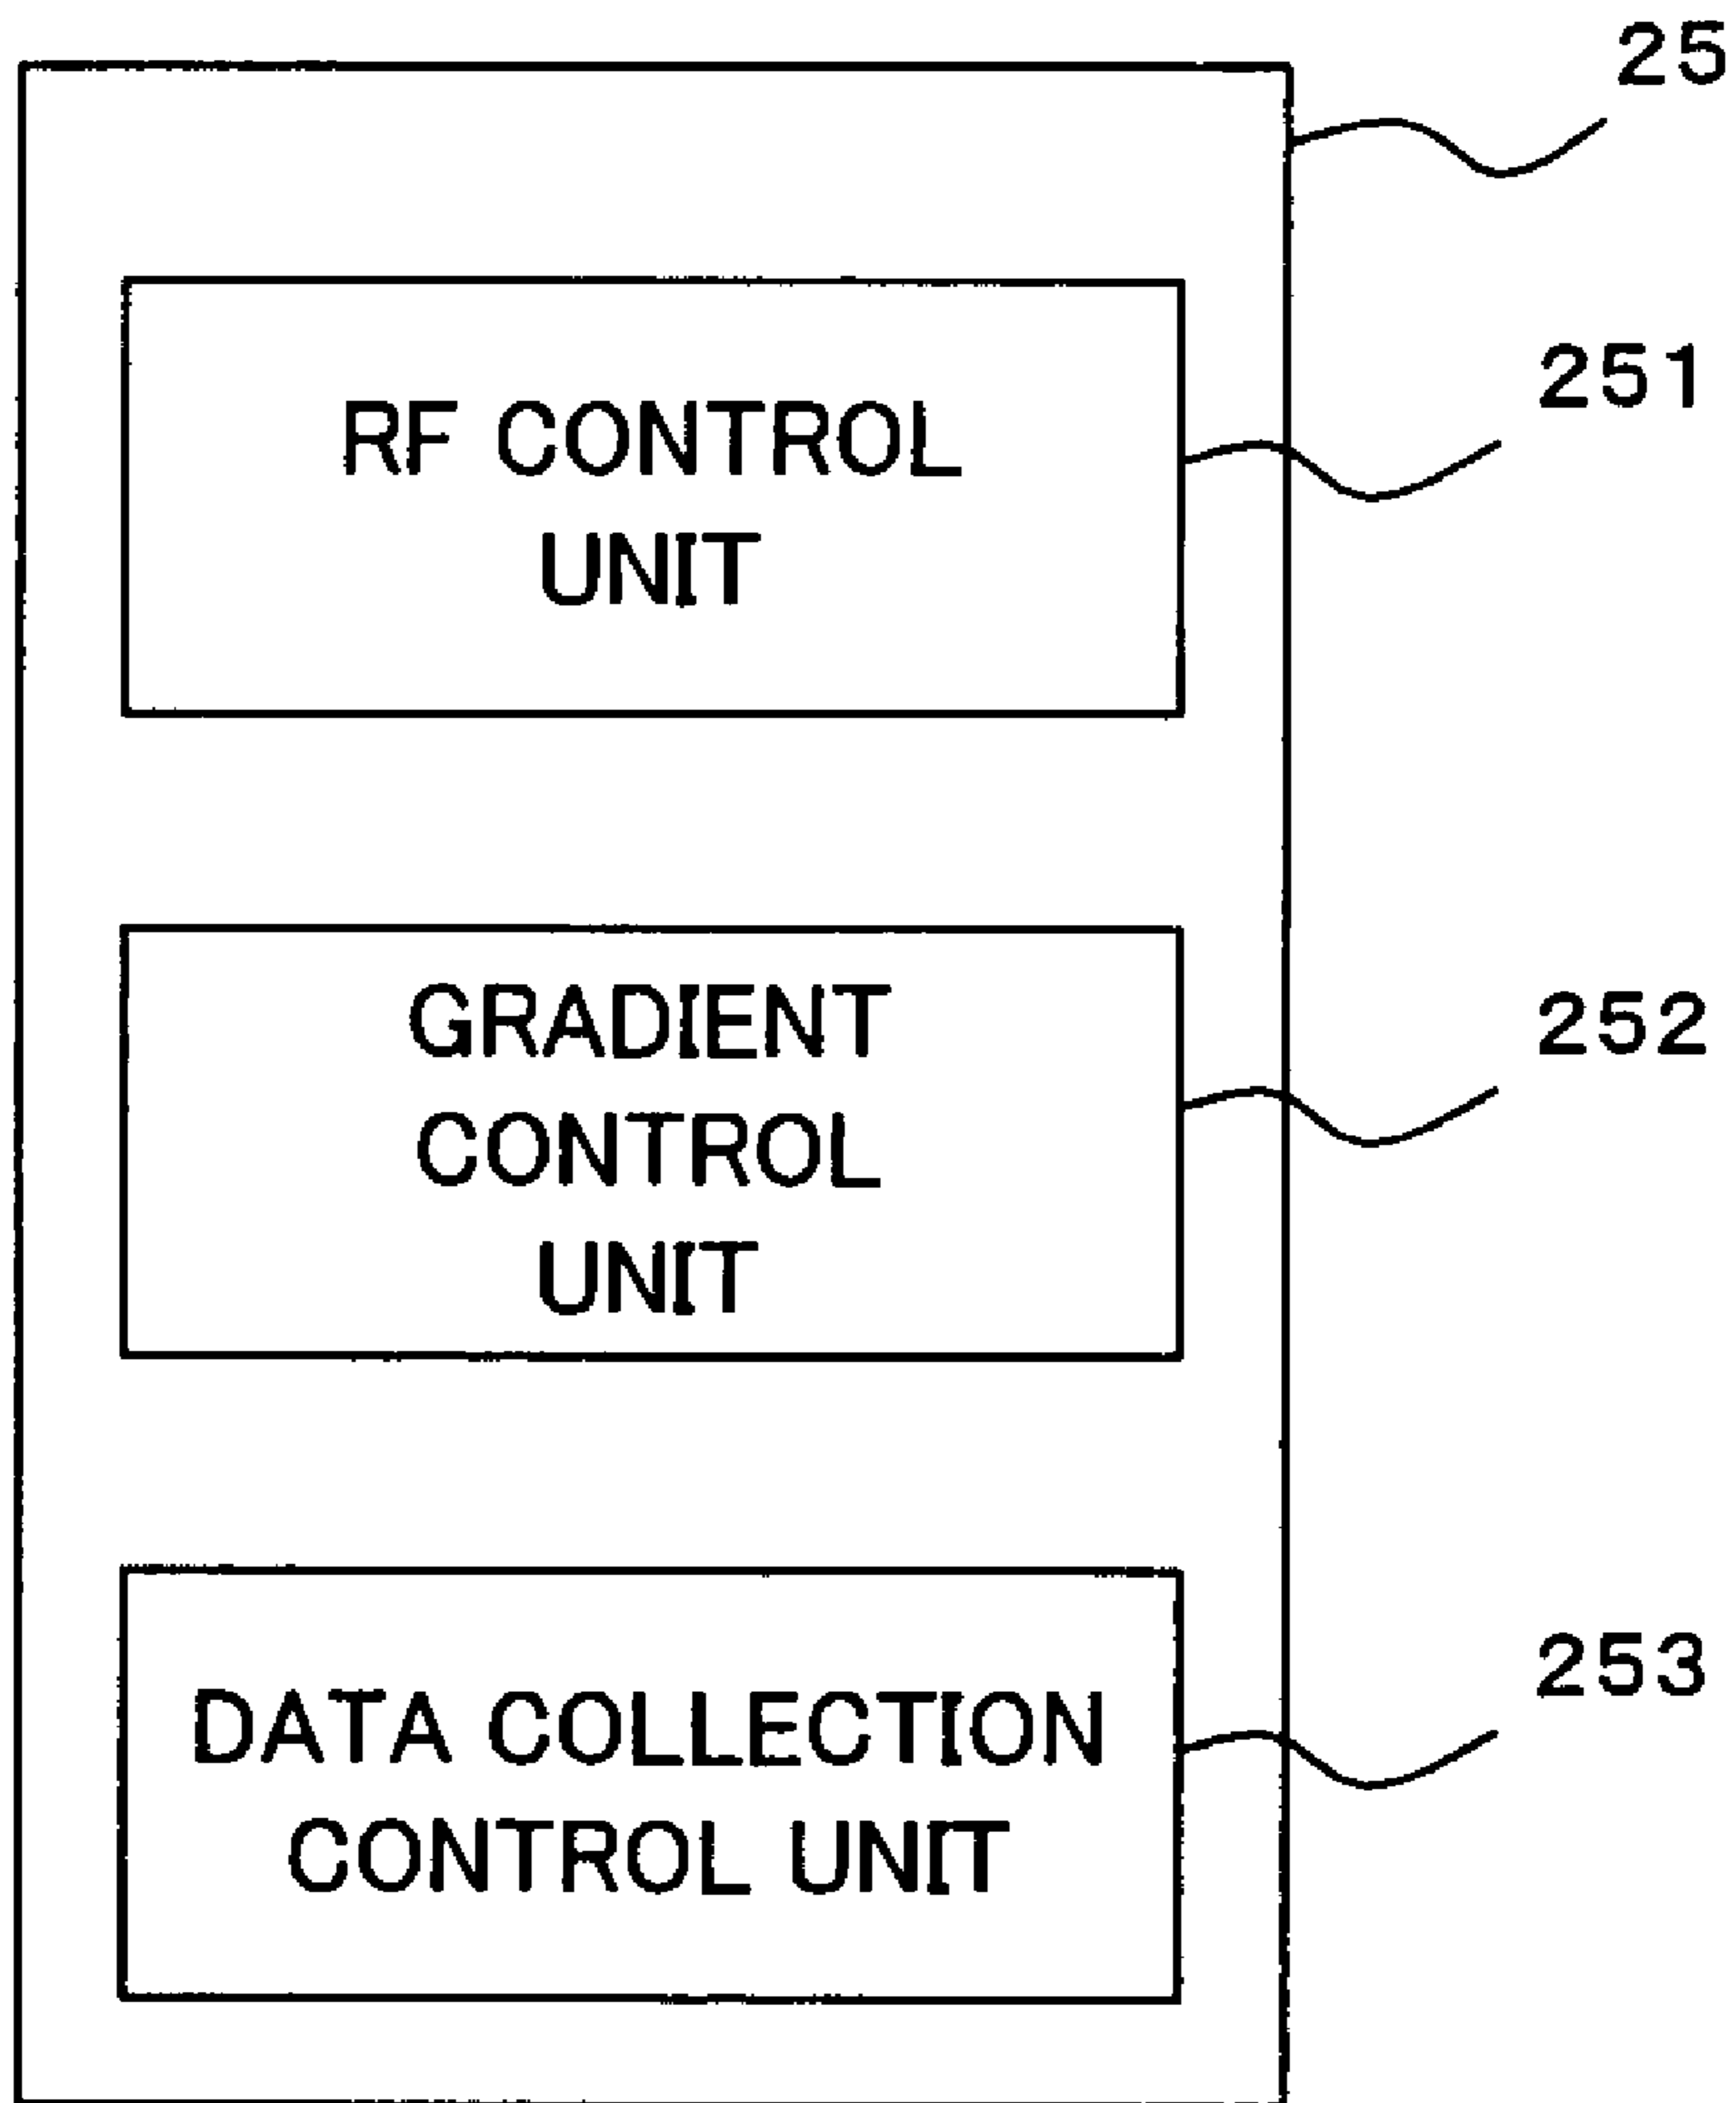 25
251
RF CONTROL
UNIT
252
GRADIENT
CONTROL
UNIT
253
DATA COLLECTION
CONTROL UNIT